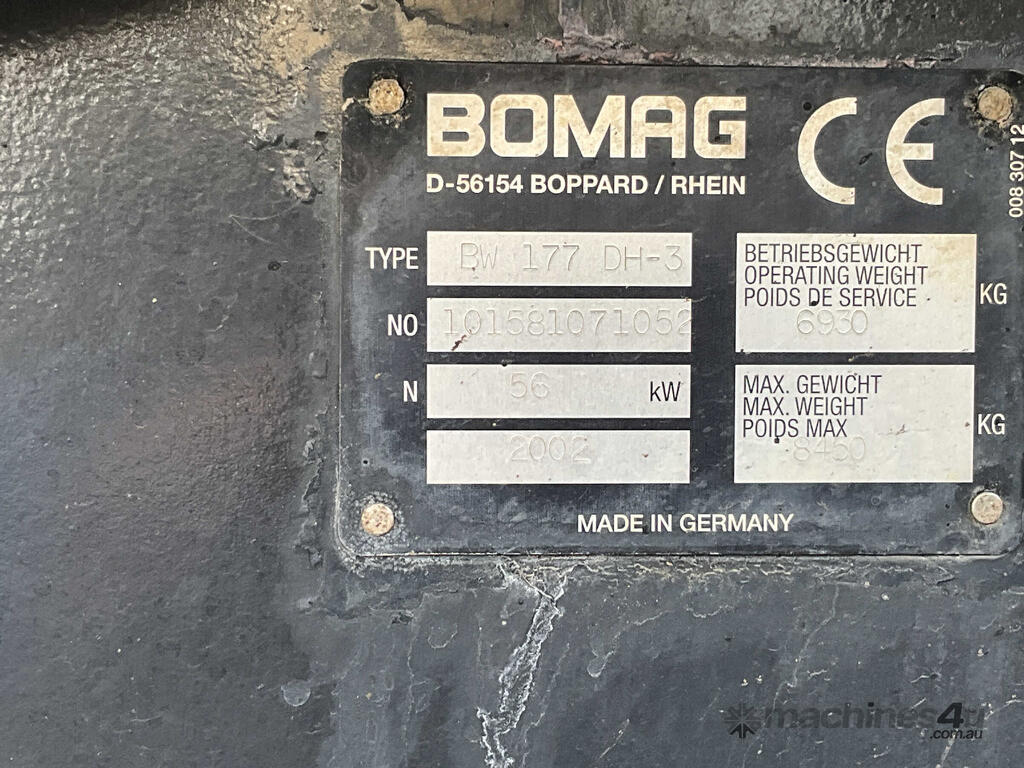 BOMAG
CE
D-56154 BOPPARD / RHEIN
008 307 12
TYPE BW 177 DH-3
NO 101581071052
N 56 kW
2002
BETRIEBSGEWICHT
OPERATING WEIGHT
POIDS DE SERVICE
6930 KG
MAX. GEWICHT
MAX. WEIGHT
POIDS MAX
8450 KG
MADE IN GERMANY
machines4u
.com.au